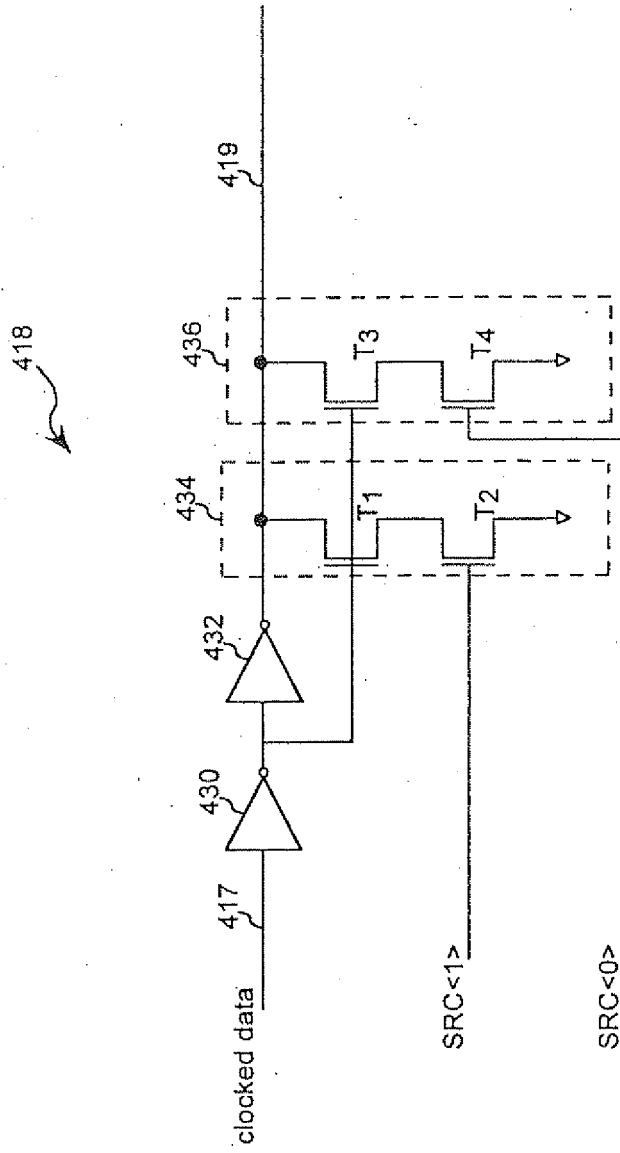 418
clocked data
417
430
432
434
436
419
T1
T3
T2
T4
SRC<1>
SRC<0>